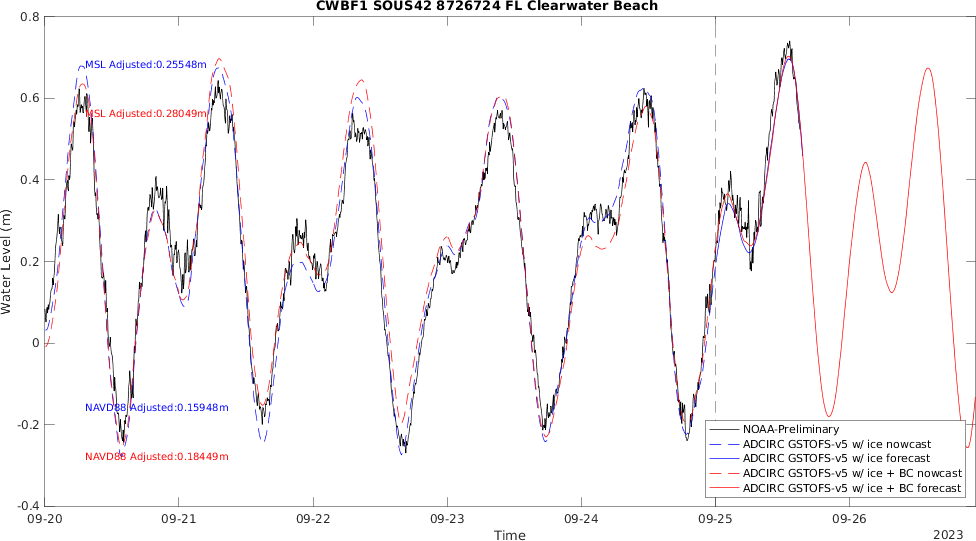 CWBF1 SOUS42 8726724 FL Clearwater Beach
0.8
0.6
0.4
0.2
0
-0.2
-0.4
Water Level (m)
MSL Adjusted:0.25548m
MSL Adjusted:0.28049m
NAVD88 Adjusted:0.15948m
NAVD88 Adjusted:0.18449m
NOAA-Preliminary
ADCIRC GSTOFS-v5 w/ ice nowcast
ADCIRC GSTOFS-v5 w/ ice forecast
ADCIRC GSTOFS-v5 w/ ice + BC nowcast
ADCIRC GSTOFS-v5 w/ ice + BC forecast
09-20 09-21 09-22 09-23 09-24 09-25 09-26
Time
2023